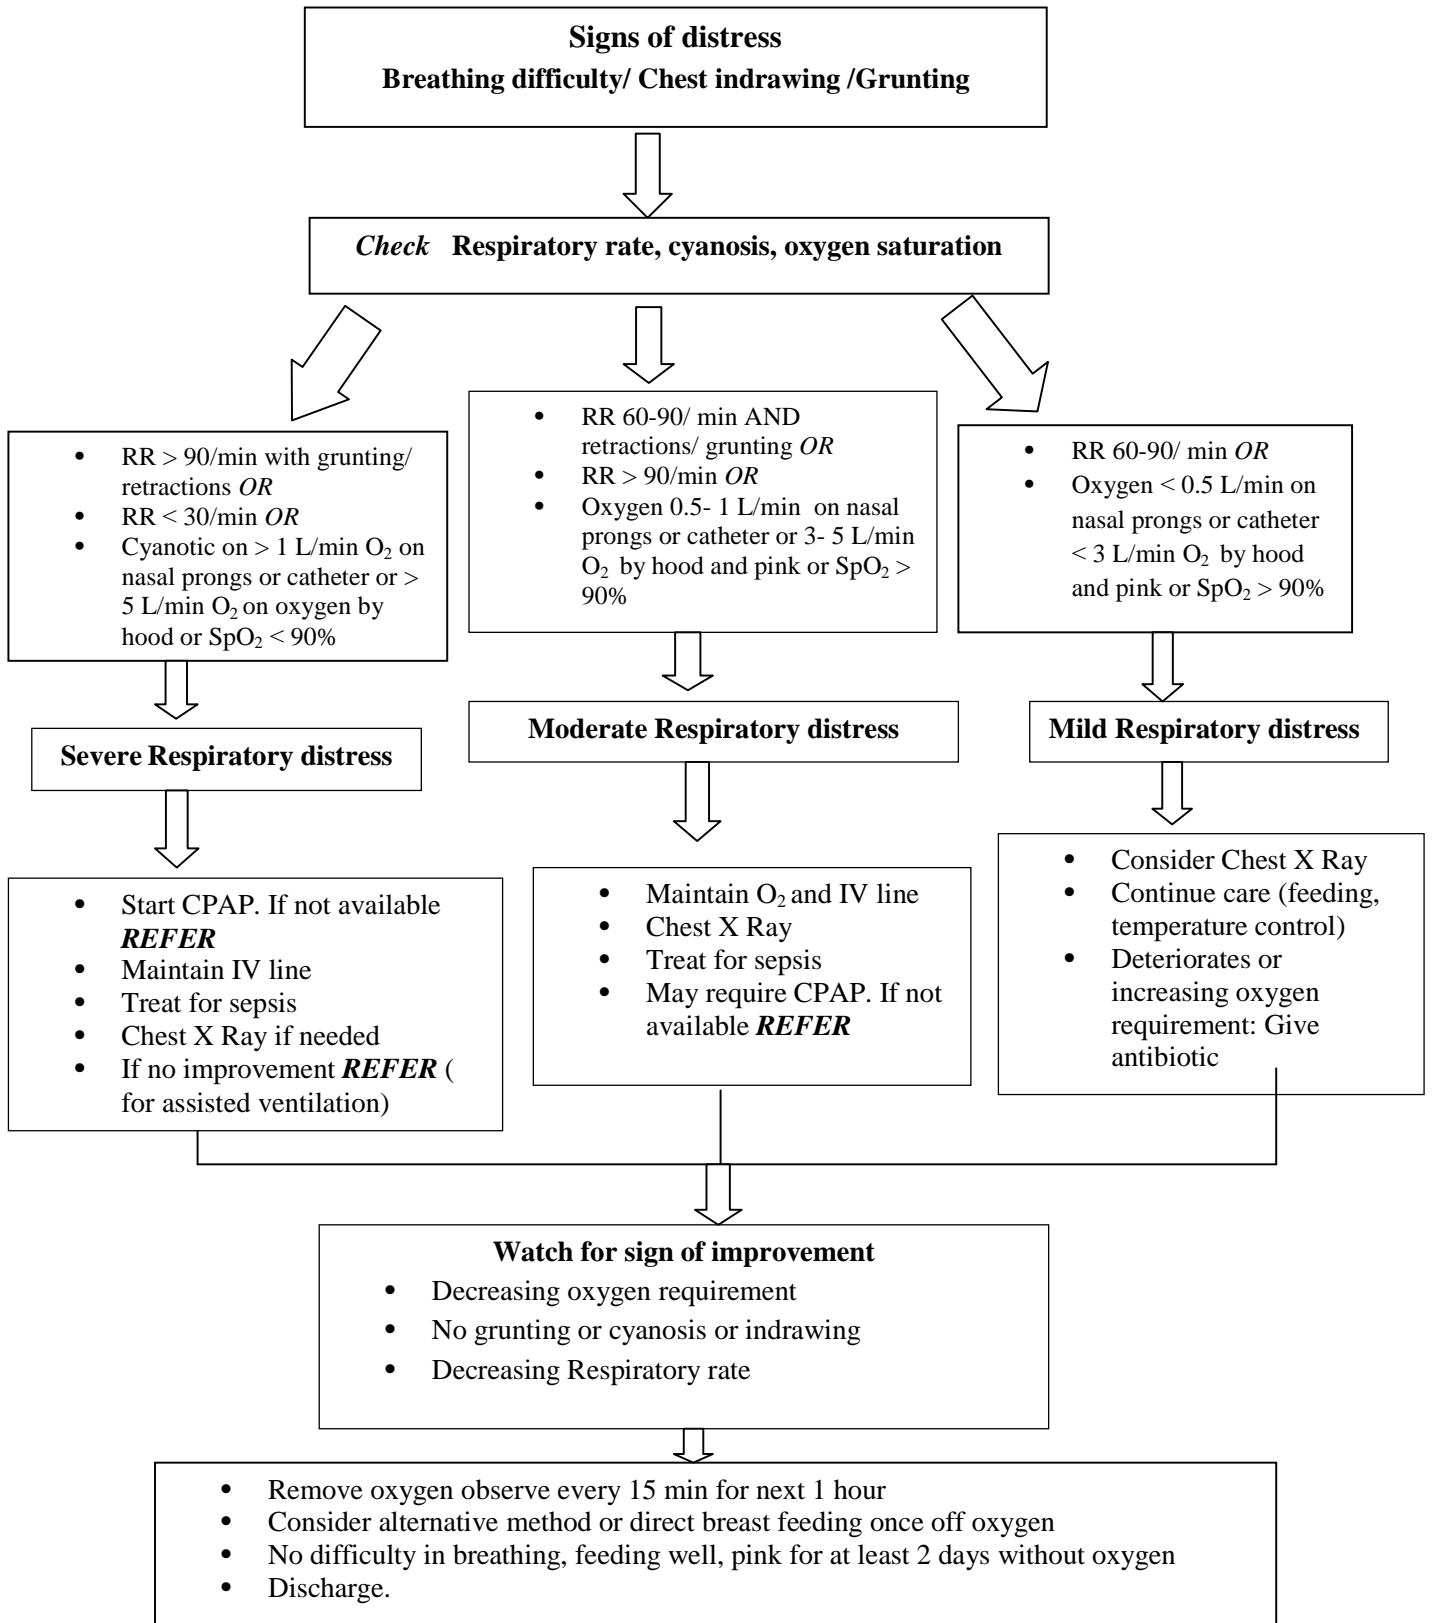 Signs of distress
Breathing difficulty/ Chest indrawing /Grunting
Check Respiratory rate, cyanosis, oxygen saturation
• RR > 90/min with grunting/
retractions OR
• RR < 30/min OR
• Cyanotic on > 1 L/min O₂ on
nasal prongs or catheter or >
5 L/min O₂ on oxygen by
hood or SpO₂ < 90%
• RR 60-90/ min AND
retractions/ grunting OR
• RR > 90/min OR
• Oxygen 0.5- 1 L/min on nasal
prongs or catheter or 3- 5 L/min
O₂ by hood and pink or SpO₂ >
90%
• RR 60-90/ min OR
• Oxygen < 0.5 L/min on
nasal prongs or catheter
< 3 L/min O₂ by hood
and pink or SpO₂ > 90%
Severe Respiratory distress
Moderate Respiratory distress
Mild Respiratory distress
• Start CPAP. If not available
REFER
• Maintain IV line
• Treat for sepsis
• Chest X Ray if needed
• If no improvement REFER (
for assisted ventilation)
• Maintain O₂ and IV line
• Chest X Ray
• Treat for sepsis
• May require CPAP. If not
available REFER
• Consider Chest X Ray
• Continue care (feeding,
temperature control)
• Deteriorates or
increasing oxygen
requirement: Give
antibiotic
Watch for sign of improvement
• Decreasing oxygen requirement
• No grunting or cyanosis or indrawing
• Decreasing Respiratory rate
• Remove oxygen observe every 15 min for next 1 hour
• Consider alternative method or direct breast feeding once off oxygen
• No difficulty in breathing, feeding well, pink for at least 2 days without oxygen
• Discharge.